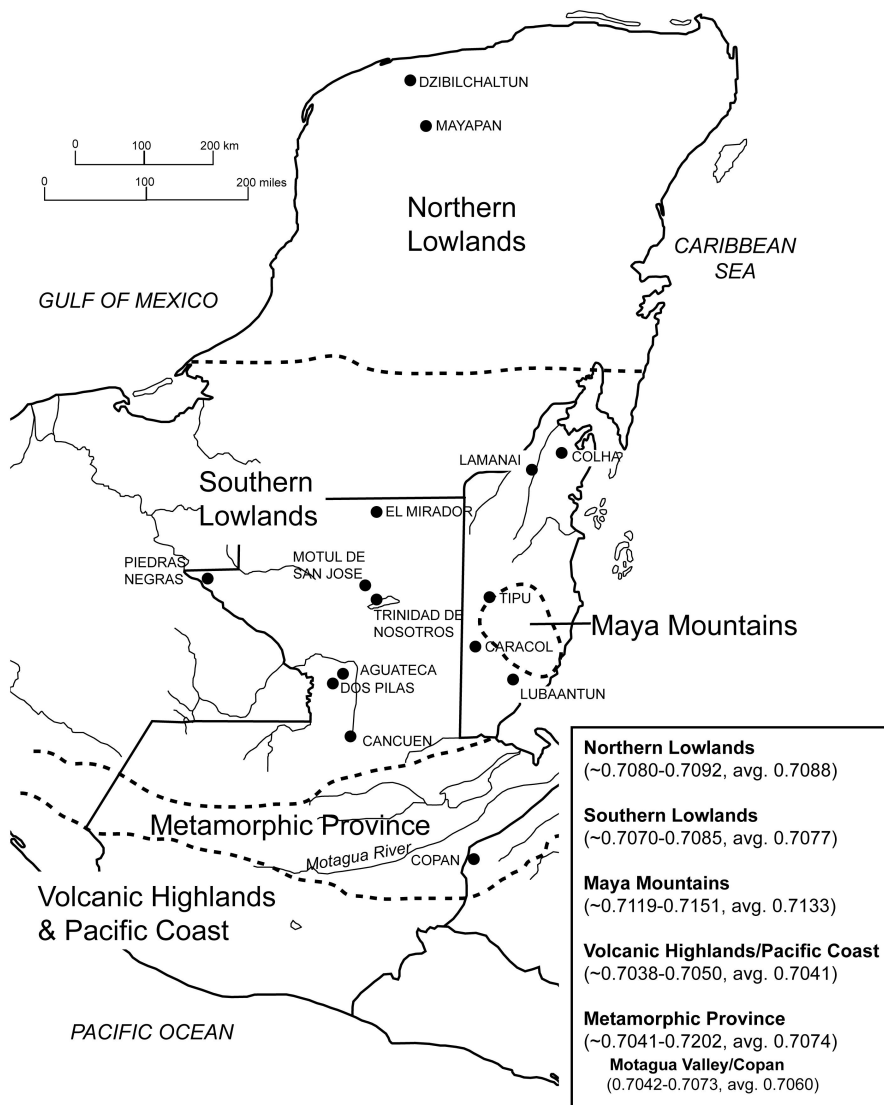 DZIBILCHALTUN
MAYAPAN
0 100 200 km
0 100 200 miles
Northern
Lowlands
CARIBBEAN
SEA
GULF OF MEXICO
LAMANAI
COLHA
Southern
Lowlands
EL MIRADOR
PIEDRAS
NEGRAS
MOTUL DE
SAN JOSE
TRINIDAD DE
NOSOTROS
TIPU
Maya Mountains
CARACOL
AGUATECA
DOS PILAS
LUBAANTUN
CANCUEN
Metamorphic Province
Motagua River
COPAN
Volcanic Highlands
& Pacific Coast
PACIFIC OCEAN
Northern Lowlands
(~0.7080-0.7092, avg. 0.7088)
Southern Lowlands
(~0.7070-0.7085, avg. 0.7077)
Maya Mountains
(~0.7119-0.7151, avg. 0.7133)
Volcanic Highlands/Pacific Coast
(~0.7038-0.7050, avg. 0.7041)
Metamorphic Province
(~0.7041-0.7202, avg. 0.7074)
Motagua Valley/Copan
(0.7042-0.7073, avg. 0.7060)